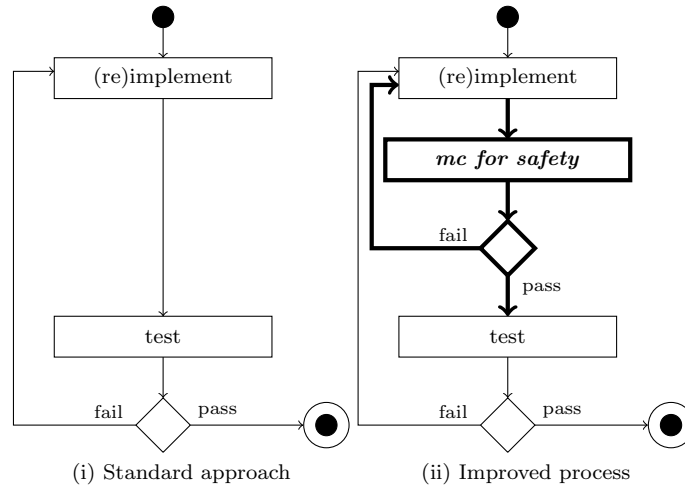 (re)implement
test
fail
pass
(i) Standard approach
(re)implement
mc for safety
fail
pass
test
fail
pass
(ii) Improved process